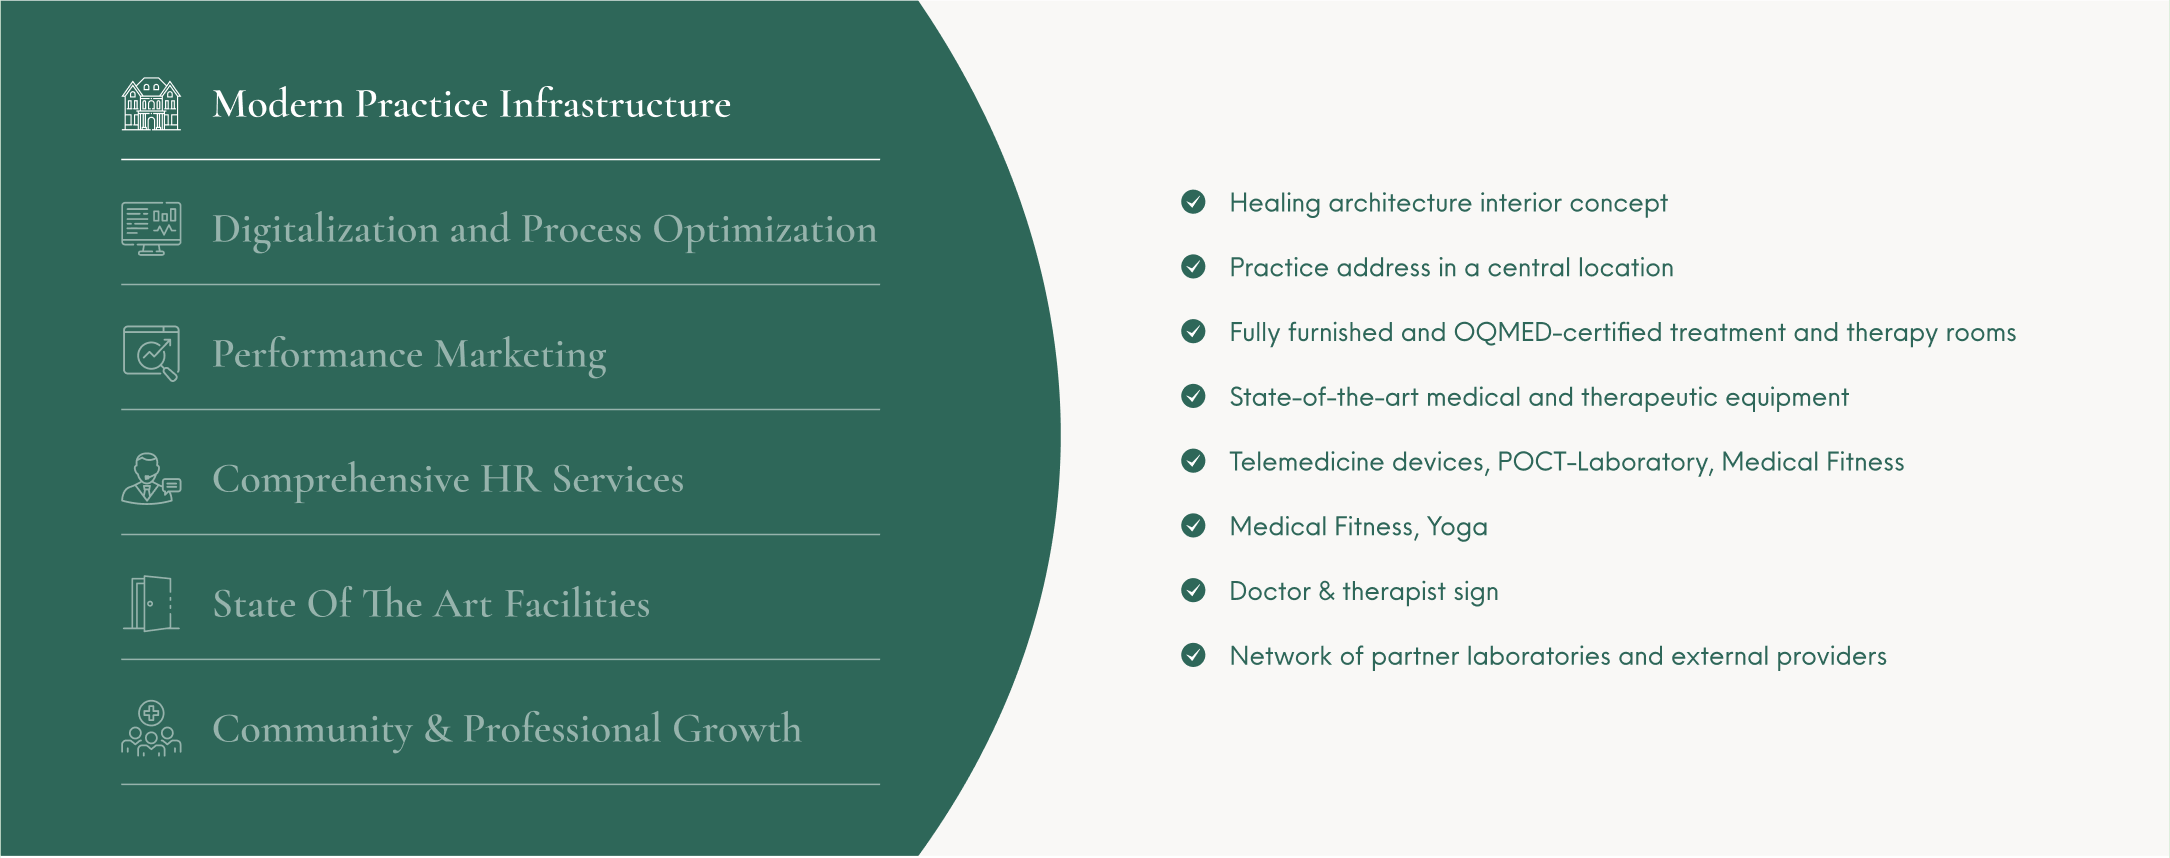 Modern Practice Infrastructure
Digitalization and Process Optimization
Performance Marketing
Comprehensive HR Services
State Of The Art Facilities
Community & Professional Growth
Healing architecture interior concept
Practice address in a central location
Fully furnished and OQMED-certified treatment and therapy rooms
State-of-the-art medical and therapeutic equipment
Telemedicine devices, POCT-Laboratory, Medical Fitness
Medical Fitness, Yoga
Doctor & therapist sign
Network of partner laboratories and external providers